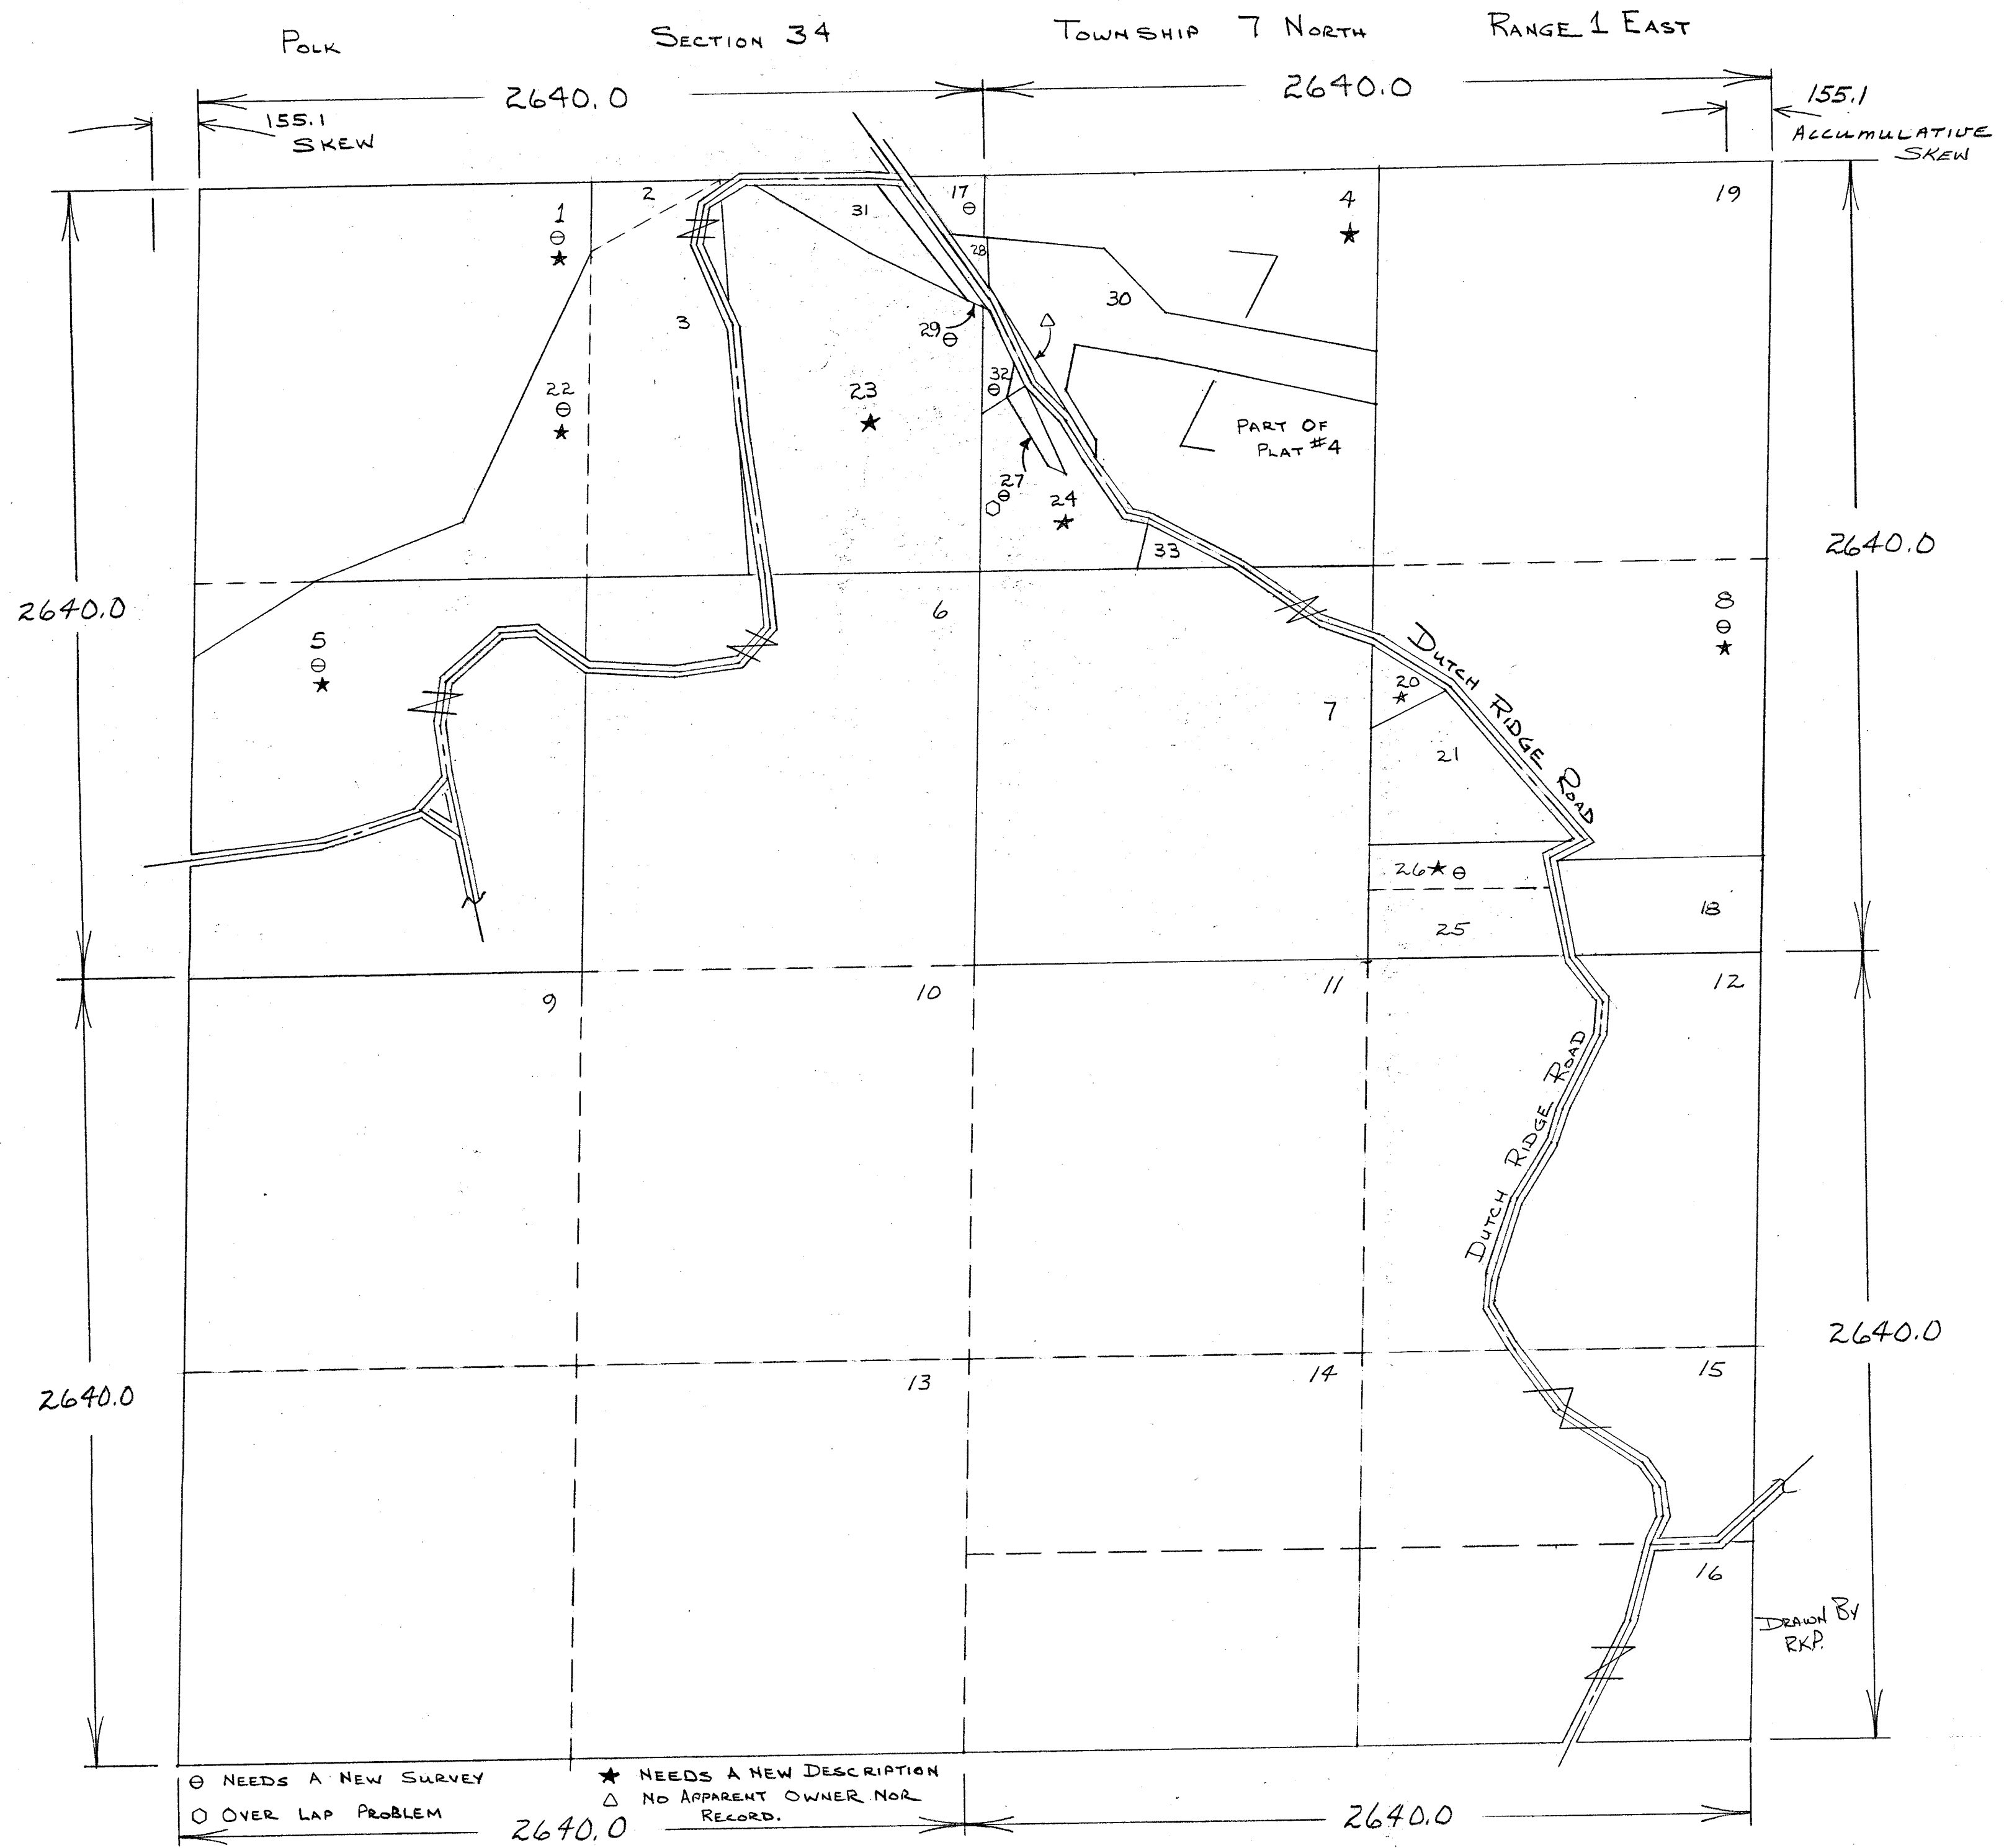 POLK SECTION 34 TOWNSHIP 7 NORTH RANGE 1 EAST
2640.0 2640.0
155.1
SKEW
155.1
ACCUMULATIVE
SKEW
1
2
31
17
28
4
19
3
29
30
22
23
32
PART OF
PLAT #4
27
24
33
2640.0
2640.0
5
6
7
8
DUTCH RIDGE ROAD
20
21
26
25
18
9
10
11
12
DUTCH RIDGE ROAD
2640.0
2640.0
13
14
15
16
DRAWN BY
RKP.
⊖ NEEDS A NEW SURVEY
★ NEEDS A NEW DESCRIPTION
⬡ OVER LAP PROBLEM
△ NO APPARENT OWNER NOR
RECORD.
2640.0 2640.0